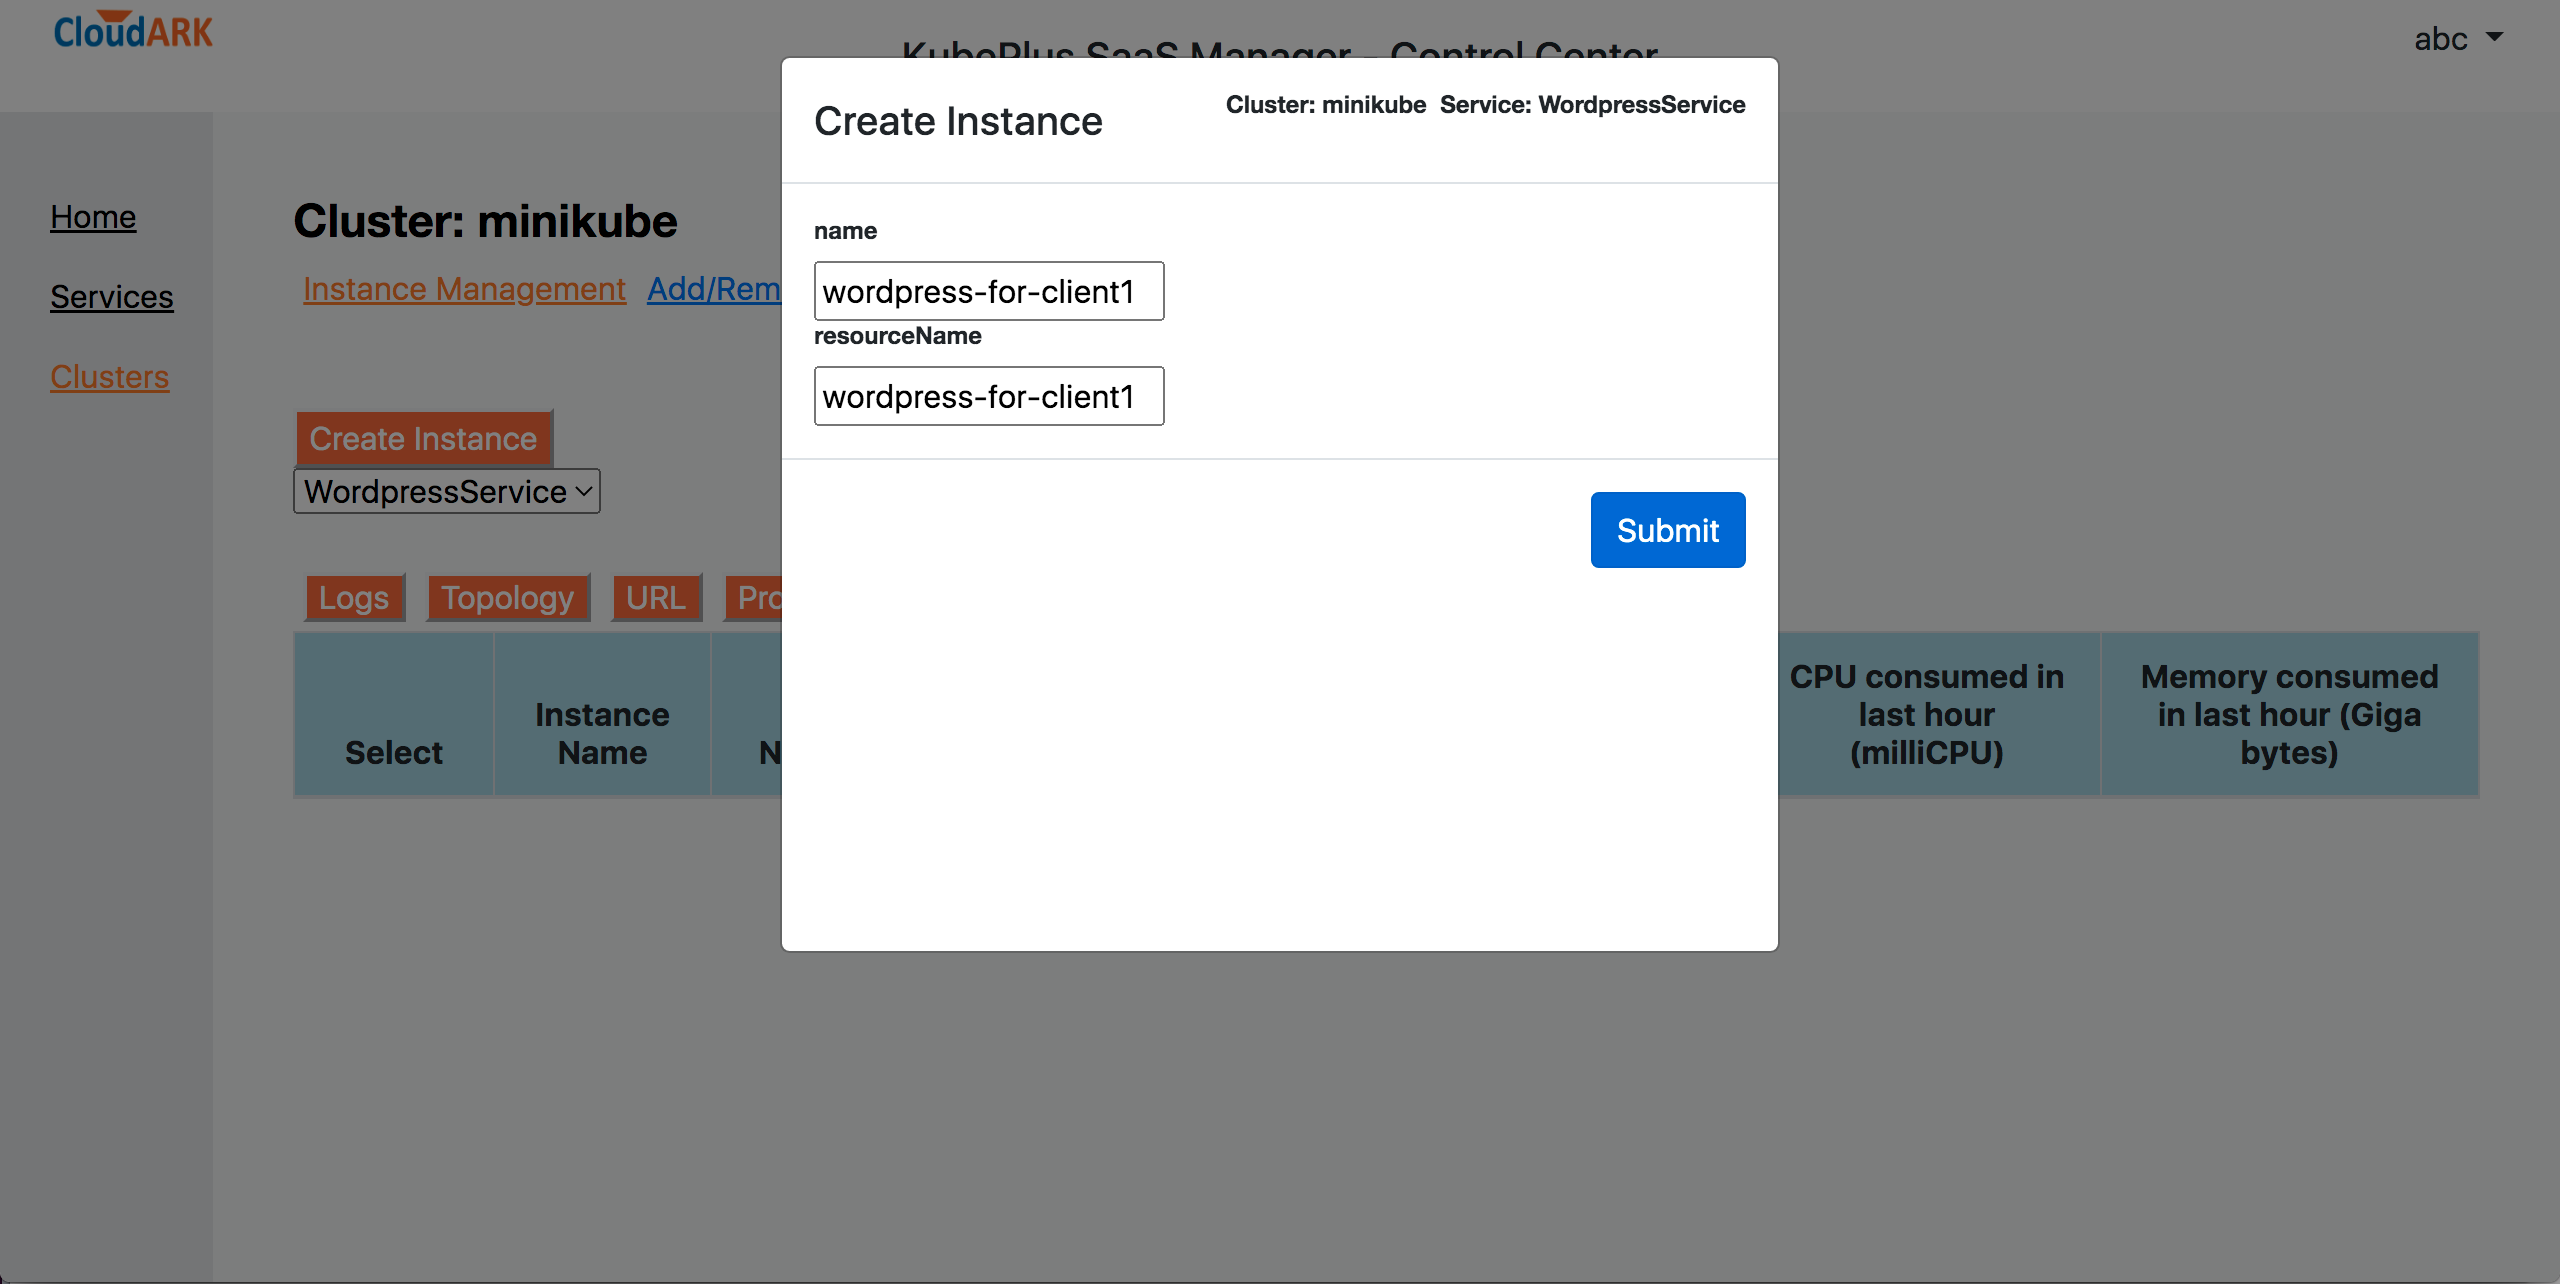 CloudARK
KubePlus SaaS Manager - Control Center
abc
Create Instance
Cluster: minikube Service: WordpressService
name
wordpress-for-client1
resourceName
wordpress-for-client1
Submit
Home
Services
Clusters
Cluster: minikube
Instance Management Add/Rem
Create Instance
WordpressService
Logs Topology URL Pro
Select
Instance
Name
N
CPU consumed in
last hour
(milliCPU)
Memory consumed
in last hour (Giga
bytes)